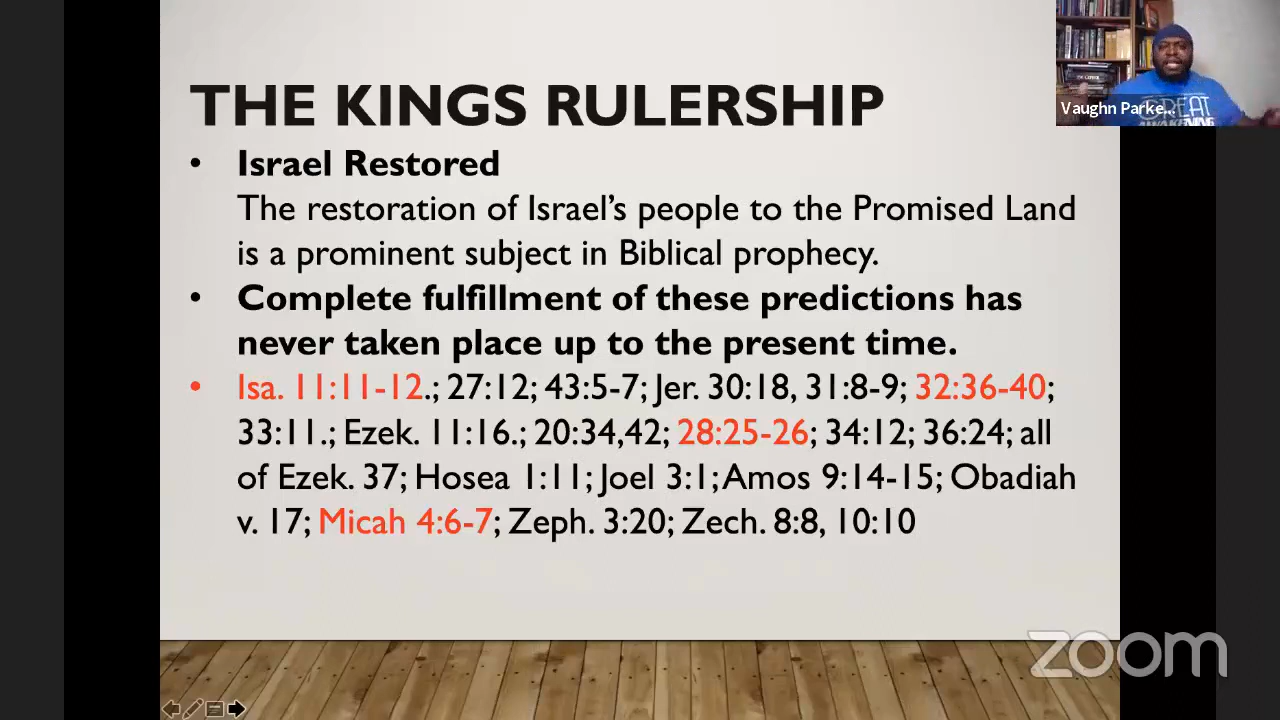 THE KINGS RULERSHIP
• Israel Restored
The restoration of Israel's people to the Promised Land
is a prominent subject in Biblical prophecy.
• Complete fulfillment of these predictions has
never taken place up to the present time.
• Isa. 11:11-12.; 27:12; 43:5-7; Jer. 30:18, 31:8-9; 32:36-40;
33:11.; Ezek. 11:16.; 20:34,42; 28:25-26; 34:12; 36:24; all
of Ezek. 37; Hosea 1:11; Joel 3:1; Amos 9:14-15; Obadiah
v. 17; Micah 4:6-7; Zeph. 3:20; Zech. 8:8, 10:10
Vaughn Parke...
GREAT
AWAKENING
zoom